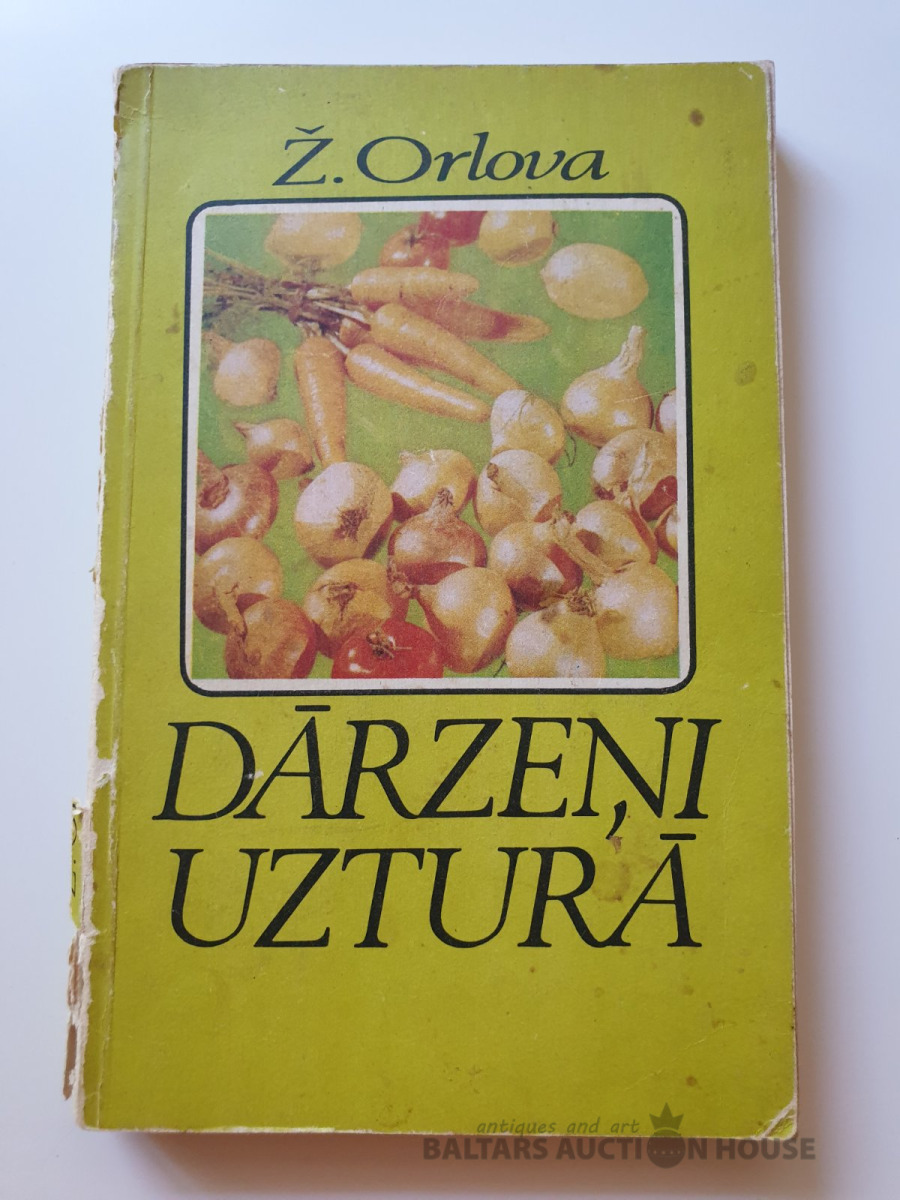 Ž. Orlova
DĀRZEŅI
UZTURĀ
antiques and art
BALTARS AUCTION HOUSE